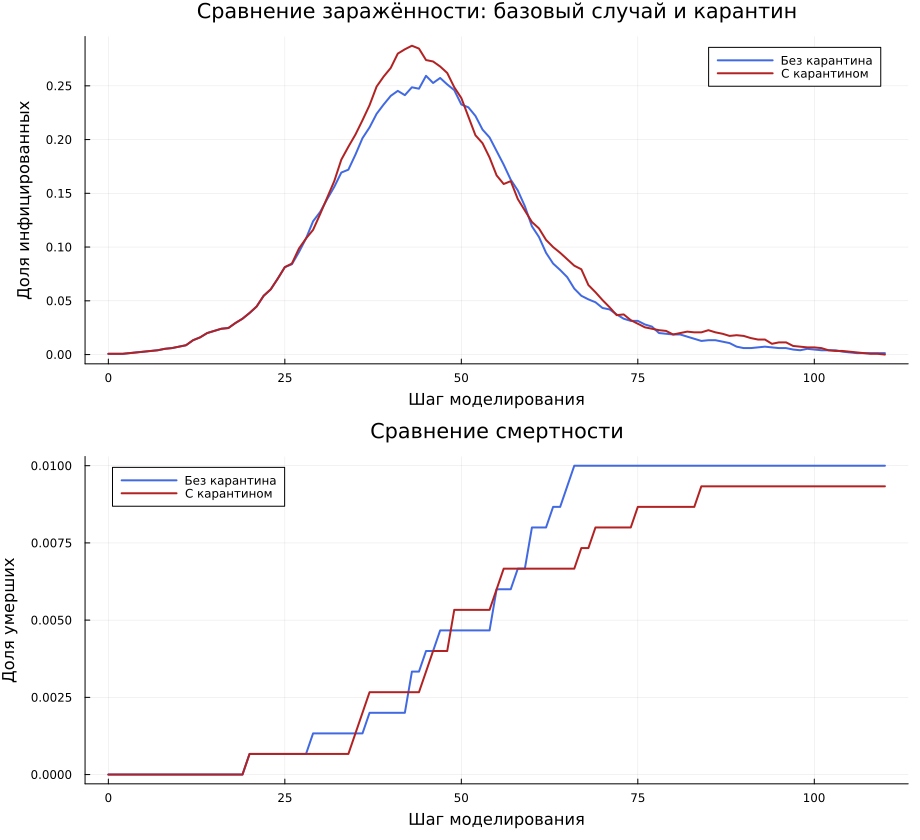 Сравнение заражённости: базовый случай и карантин
Без карантина
С карантином
Доля инфицированных
0.25
0.20
0.15
0.10
0.05
0.00
0 25 50 75 100
Шаг моделирования
Сравнение смертности
Без карантина
С карантином
Доля умерших
0.0100
0.0075
0.0050
0.0025
0.0000
0 25 50 75 100
Шаг моделирования